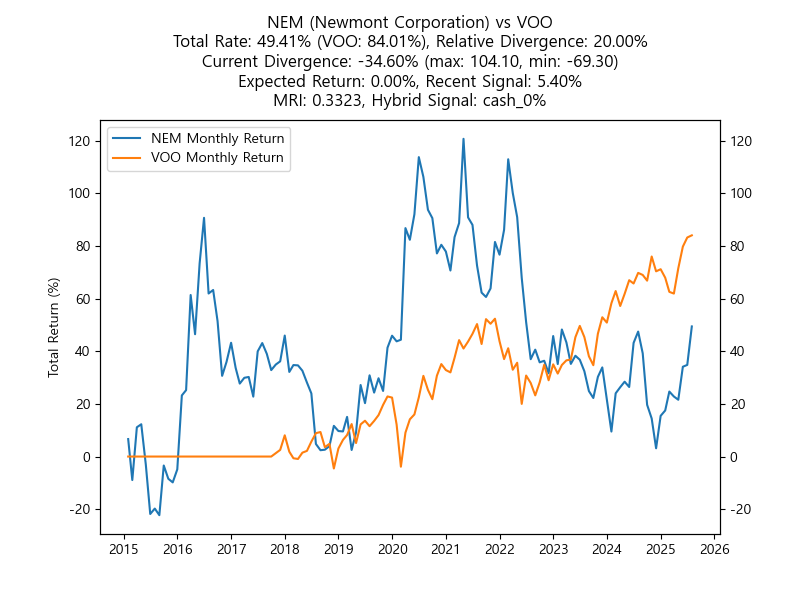 NEM (Newmont Corporation) vs VOO
Total Rate: 49.41% (VOO: 84.01%), Relative Divergence: 20.00%
Current Divergence: -34.60% (max: 104.10, min: -69.30)
Expected Return: 0.00%, Recent Signal: 5.40%
MRI: 0.3323, Hybrid Signal: cash_0%
NEM Monthly Return
VOO Monthly Return
Total Return (%)
120
100
80
60
40
20
0
-20
120
100
80
60
40
20
0
-20
2015 2016 2017 2018 2019 2020 2021 2022 2023 2024 2025 2026